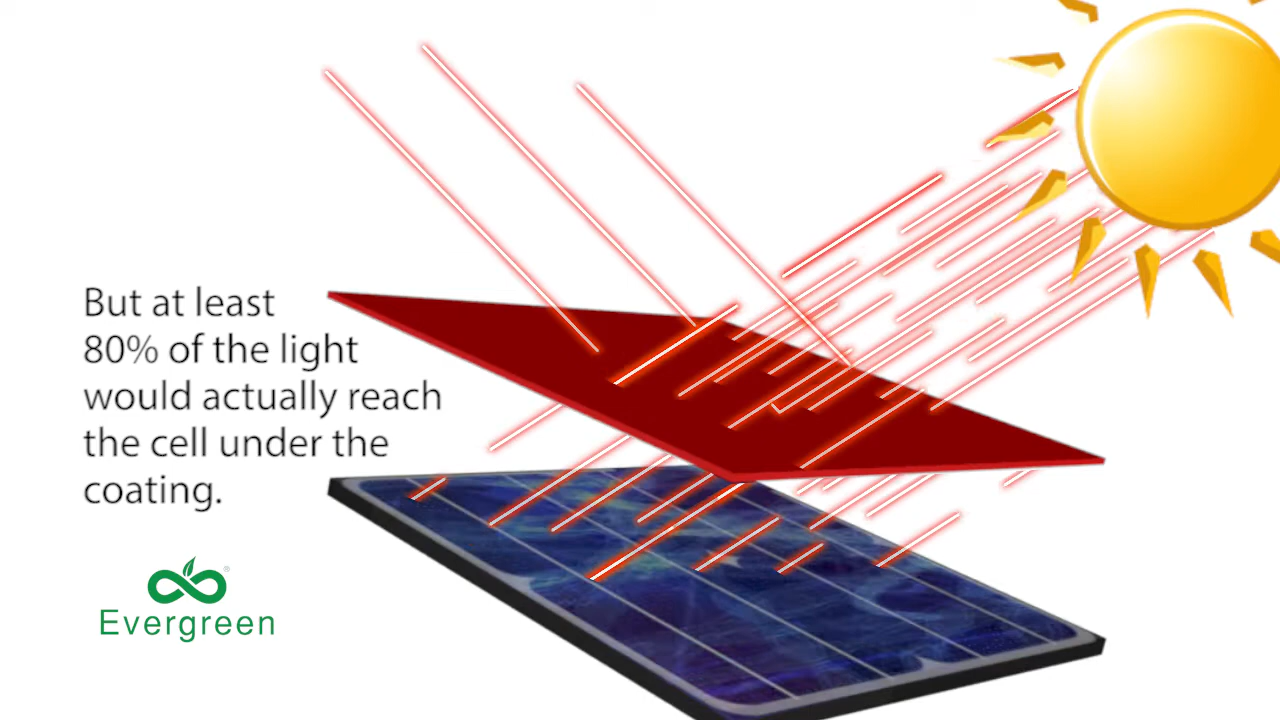 But at least
80% of the light
would actually reach
the cell under the
coating.
®
Evergreen